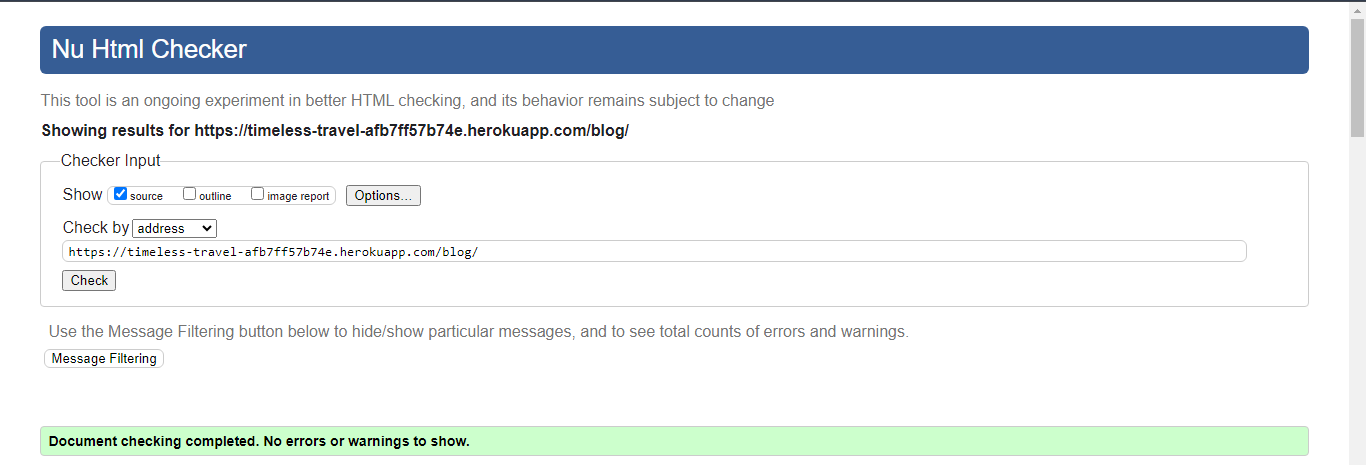 Nu Html Checker
This tool is an ongoing experiment in better HTML checking, and its behavior remains subject to change
Showing results for https://timeless-travel-afb7ff57b74e.herokuapp.com/blog/
Checker Input
Show source outline image report Options...
Check by address
https://timeless-travel-afb7ff57b74e.herokuapp.com/blog/
Check
Use the Message Filtering button below to hide/show particular messages, and to see total counts of errors and warnings.
Message Filtering
Document checking completed. No errors or warnings to show.